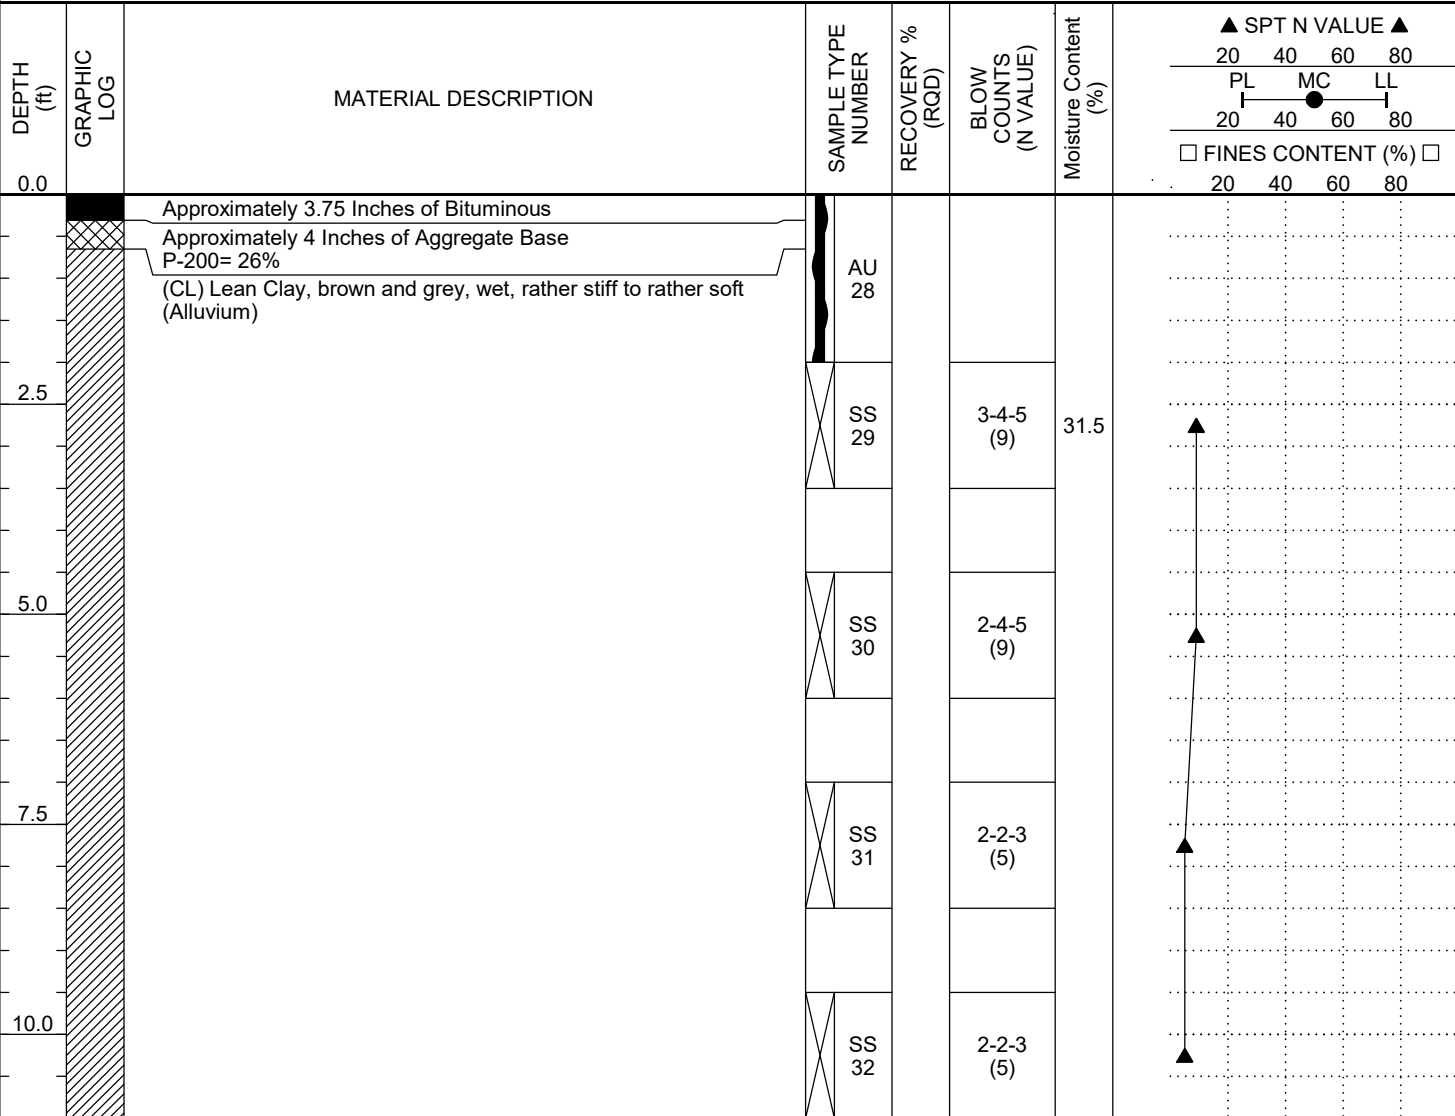 DEPTH
(ft)
GRAPHIC
LOG
MATERIAL DESCRIPTION
SAMPLE TYPE
NUMBER
RECOVERY %
(RQD)
BLOW
COUNTS
(N VALUE)
Moisture Content
(%)
▲ SPT N VALUE ▲
20 40 60 80
PL MC LL
20 40 60 80
□ FINES CONTENT (%) □
20 40 60 80
0.0
Approximately 3.75 Inches of Bituminous
Approximately 4 Inches of Aggregate Base
P-200= 26%
(CL) Lean Clay, brown and grey, wet, rather stiff to rather soft
(Alluvium)
AU
28
2.5
SS
29
3-4-5
(9)
31.5
5.0
SS
30
2-4-5
(9)
7.5
SS
31
2-2-3
(5)
10.0
SS
32
2-2-3
(5)